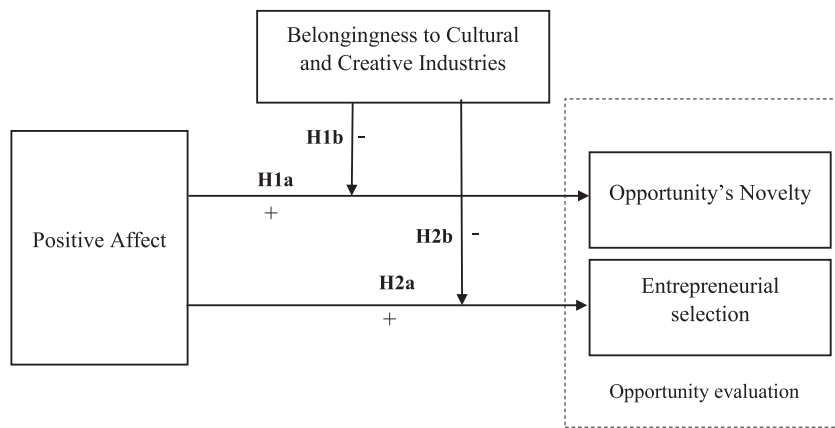 Belongingness to Cultural
and Creative Industries
H1b -
H1a
+
Opportunity’s Novelty
Positive Affect
H2b -
H2a
+
Entrepreneurial
selection
Opportunity evaluation